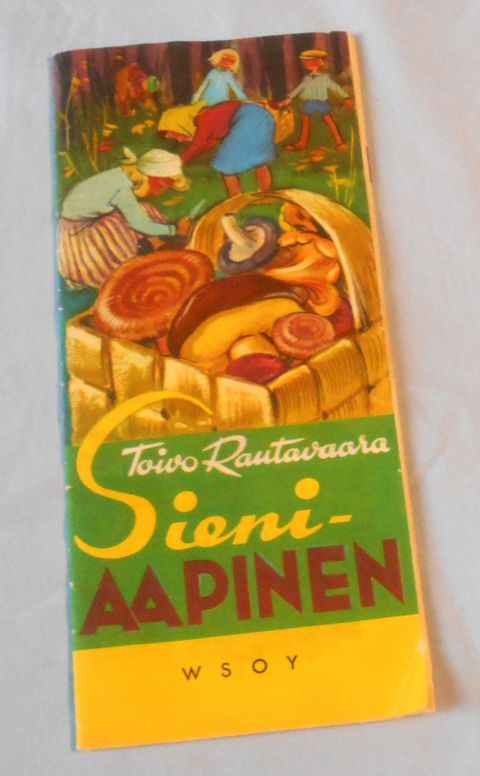 Toivo Rautavaara
Sieni-
AAPINEN
WSOY